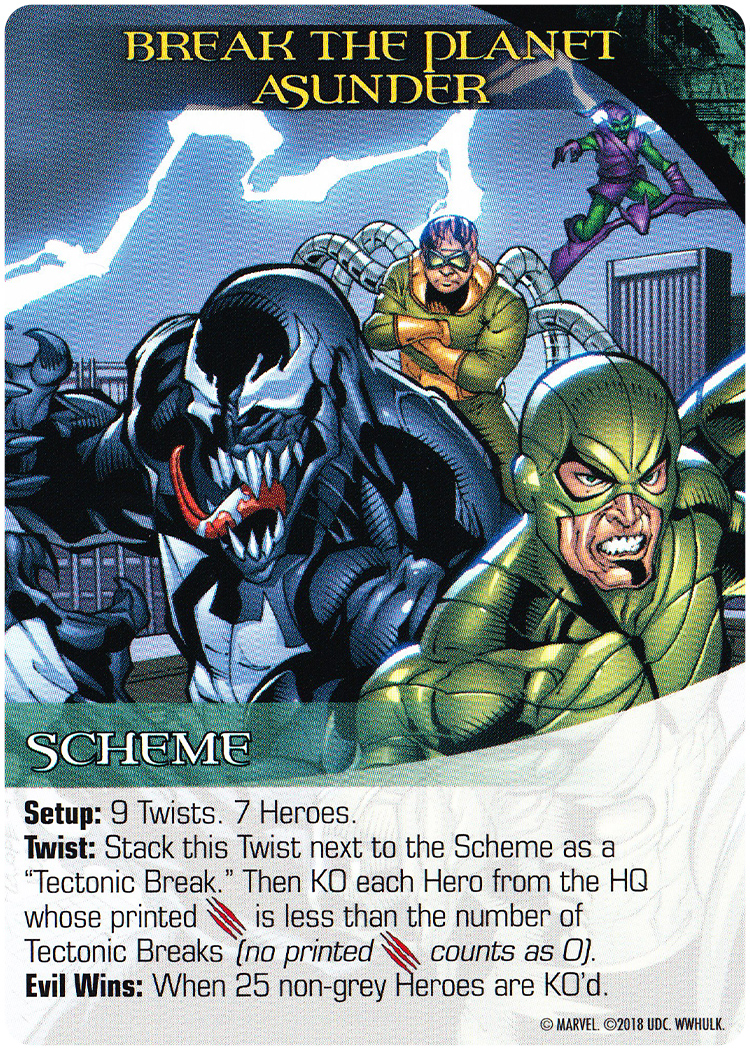 BREAK THE PLANET
ASUNDER
SCHEME
Setup: 9 Twists. 7 Heroes.
Twist: Stack this Twist next to the Scheme as a
“Tectonic Break.” Then KO each Hero from the HQ
whose printed is less than the number of
Tectonic Breaks (no printed counts as 0).
Evil Wins: When 25 non-grey Heroes are KO’d.
© MARVEL. ©2018 UDC. WWHULK.